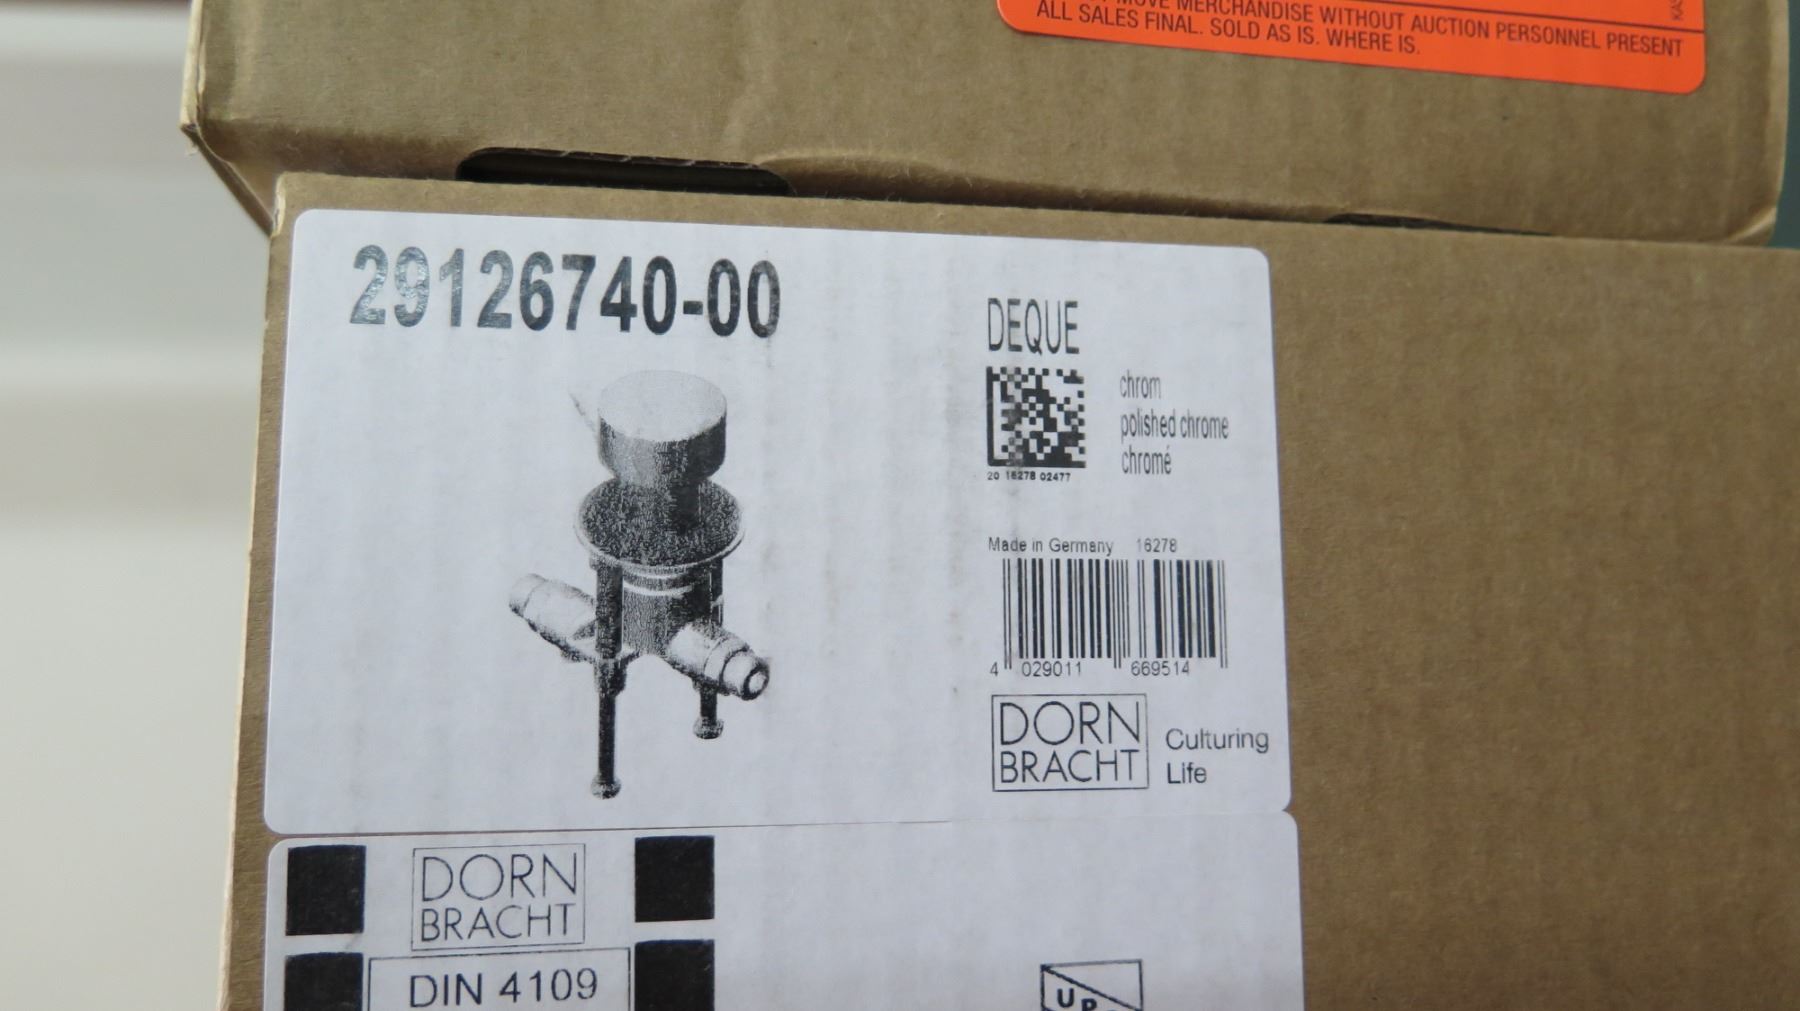 MOVE MERCHANDISE WITHOUT AUCTION PERSONNEL PRESENT
ALL SALES FINAL. SOLD AS IS. WHERE IS.
29126740-00
DEQUE
chrom
polished chrome
chromé
20 16278 02477
Made in Germany 16278
4 029011 669514
DORN
BRACHT
Culturing
Life
DORN
BRACHT
DIN 4109
UP